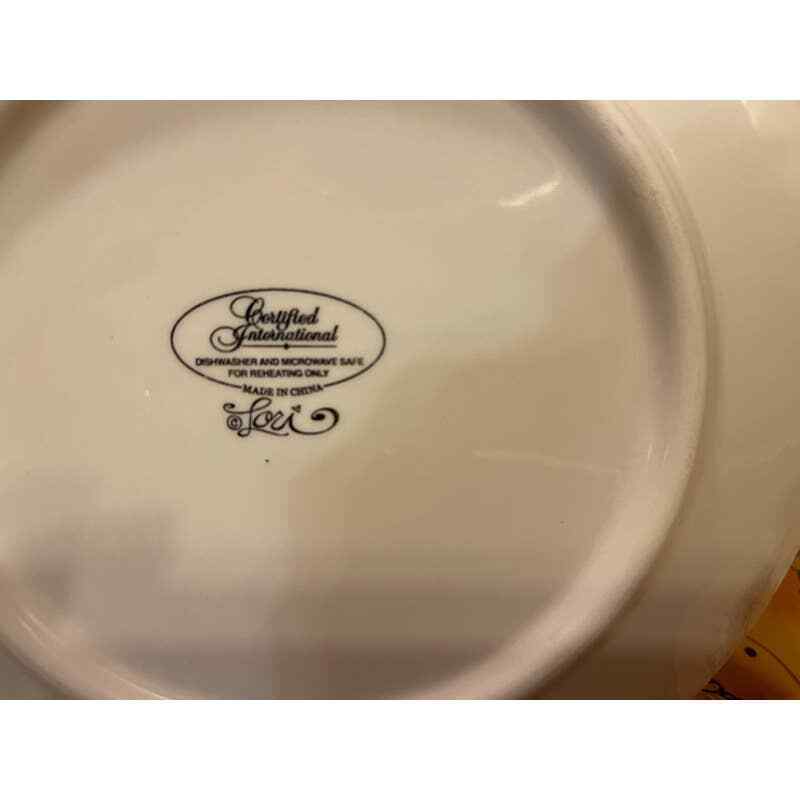 Certified
International
DISHWASHER AND MICROWAVE SAFE
FOR REHEATING ONLY
MADE IN CHINA
©Lori